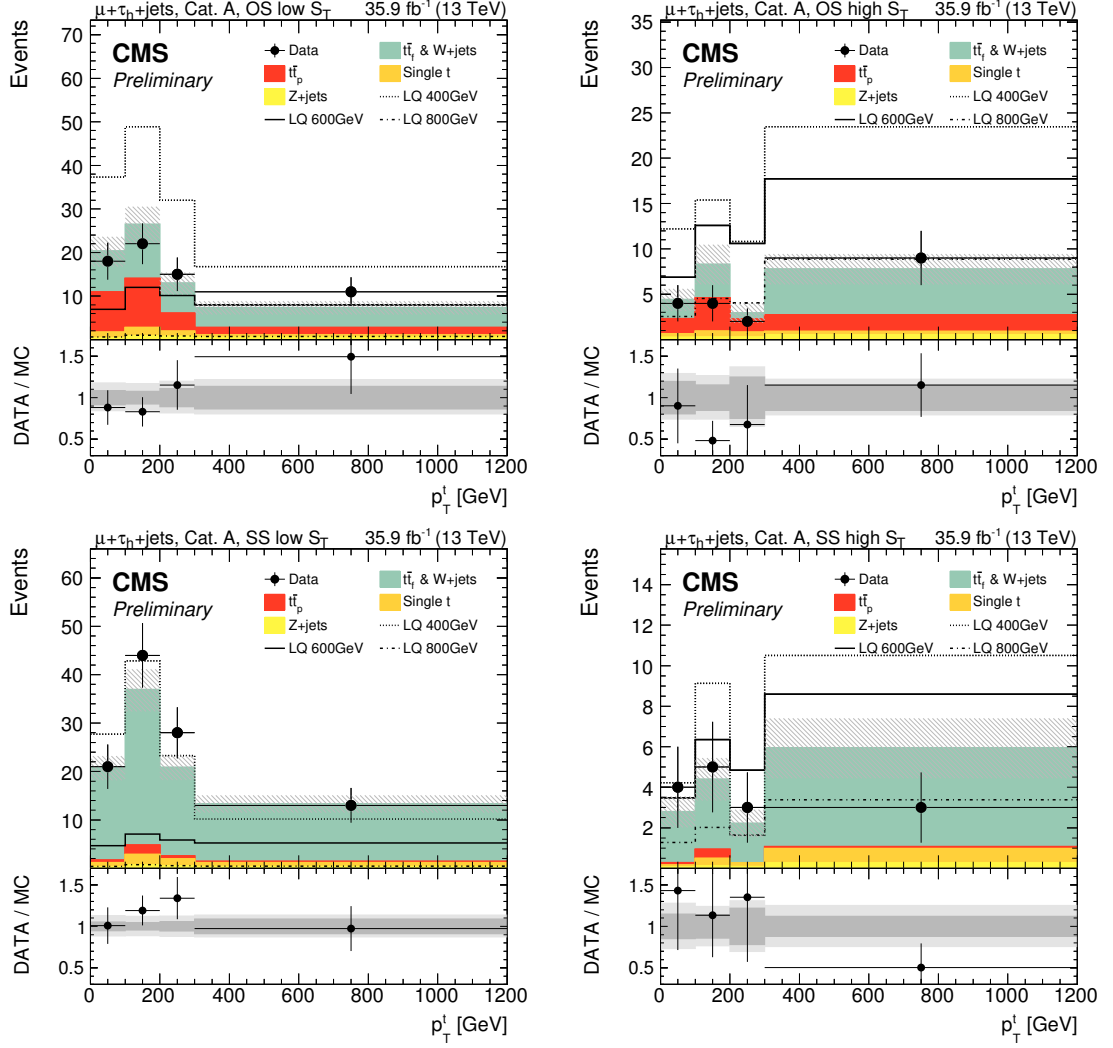 μ+τh+jets, Cat. A, OS low ST 35.9 fb-1 (13 TeV)
Events
CMS
Preliminary
Data
tt̄f & W+jets
tt̄p
Single t
Z+jets
LQ 400GeV
LQ 600GeV
LQ 800GeV
70
60
50
40
30
20
10
DATA / MC
1.5
1
0.5
0 200 400 600 800 1000 1200
pTt [GeV]
μ+τh+jets, Cat. A, OS high ST 35.9 fb-1 (13 TeV)
Events
CMS
Preliminary
Data
tt̄f & W+jets
tt̄p
Single t
Z+jets
LQ 400GeV
LQ 600GeV
LQ 800GeV
35
30
25
20
15
10
5
DATA / MC
1.5
1
0.5
0 200 400 600 800 1000 1200
pTt [GeV]
μ+τh+jets, Cat. A, SS low ST 35.9 fb-1 (13 TeV)
Events
CMS
Preliminary
Data
tt̄f & W+jets
tt̄p
Single t
Z+jets
LQ 400GeV
LQ 600GeV
LQ 800GeV
60
50
40
30
20
10
DATA / MC
1.5
1
0.5
0 200 400 600 800 1000 1200
pTt [GeV]
μ+τh+jets, Cat. A, SS high ST 35.9 fb-1 (13 TeV)
Events
CMS
Preliminary
Data
tt̄f & W+jets
tt̄p
Single t
Z+jets
LQ 400GeV
LQ 600GeV
LQ 800GeV
14
12
10
8
6
4
2
DATA / MC
1.5
1
0.5
0 200 400 600 800 1000 1200
pTt [GeV]